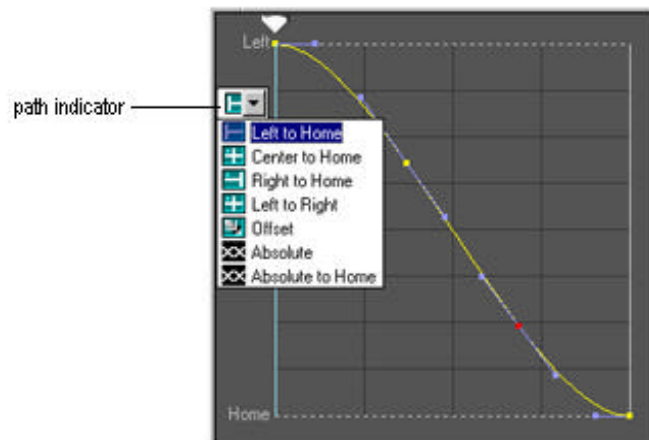 Left
path indicator
Left to Home
Center to Home
Right to Home
Left to Right
Offset
Absolute
Absolute to Home
Home